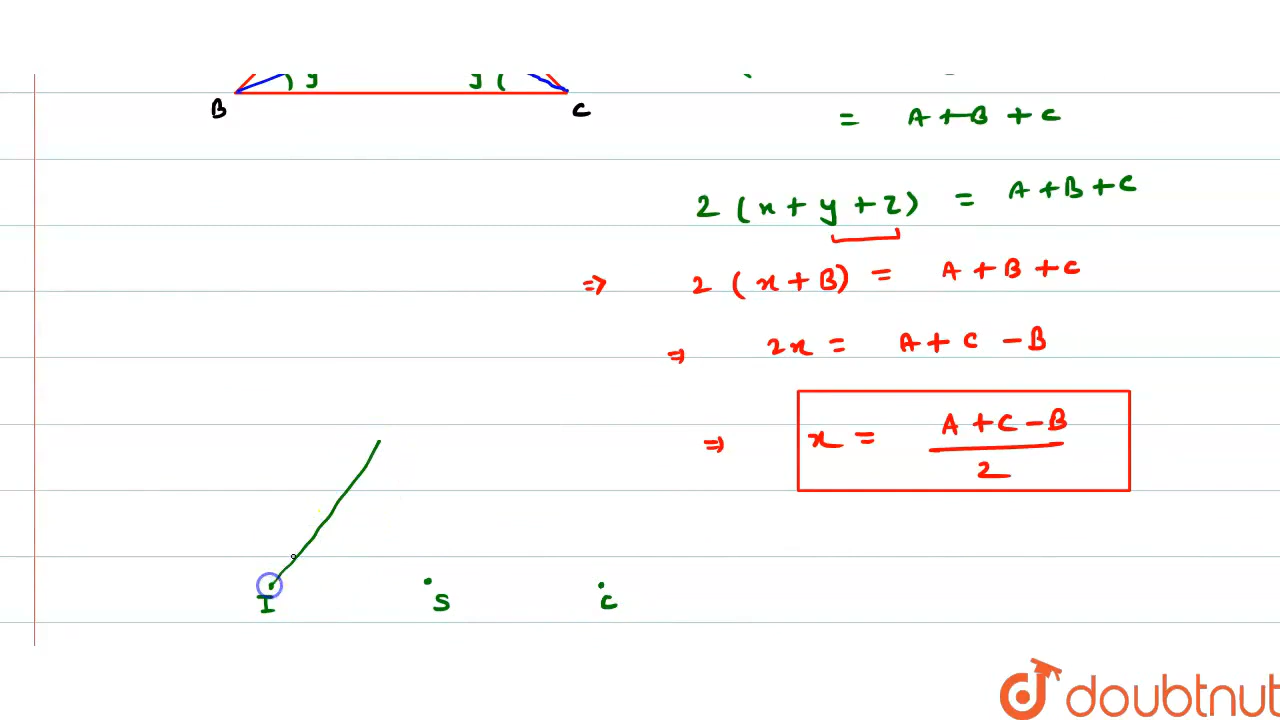 y y
B C
= A + B + C
2 (x + y + z) = A + B + C
⇒ 2 (x + B) = A + B + C
⇒ 2x = A + C - B
⇒ x = A + C - B
2
I S C
doubtnut